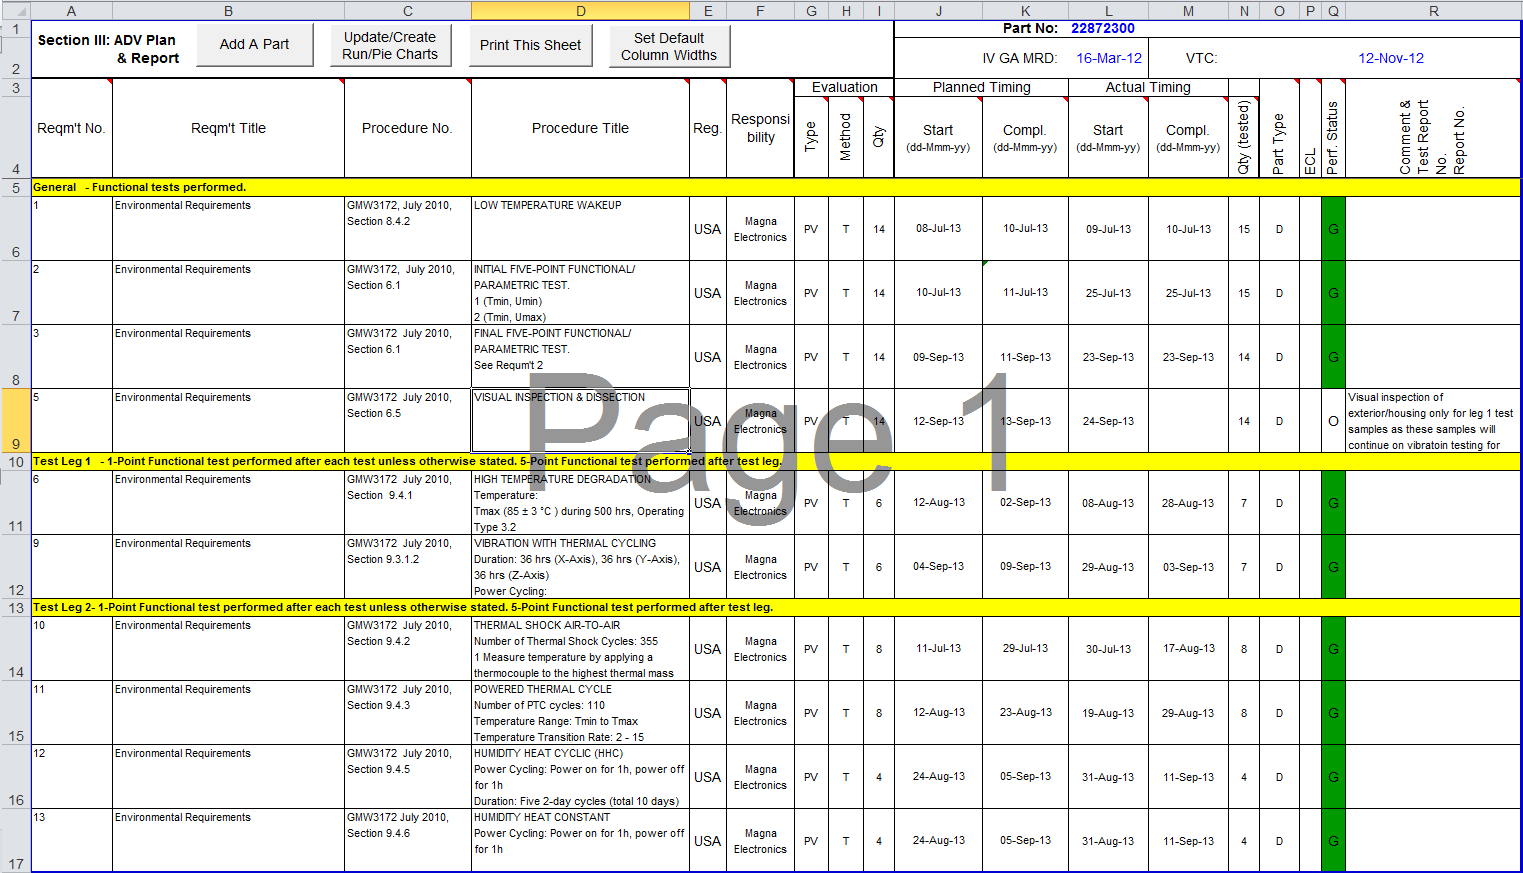 A B C D E F G H I J K L M N O P Q R
1 Section III: ADV Plan & Report Add A Part Update/Create Run/Pie Charts Print This Sheet Set Default Column Widths Part No: 22872300
2 IV GA MRD: 16-Mar-12 VTC: 12-Nov-12
3 Evaluation Planned Timing Actual Timing
4 Reqm't No. Reqm't Title Procedure No. Procedure Title Reg. Responsibility Type Method Qty Start (dd-Mmm-yy) Compl. (dd-Mmm-yy) Start (dd-Mmm-yy) Compl. (dd-Mmm-yy) Qty (tested) Part Type ECL Perf. Status Comment & Test Report No. Report No.
5 General - Functional tests performed.
6 1 Environmental Requirements GMW3172, July 2010, Section 8.4.2 LOW TEMPERATURE WAKEUP USA Magna Electronics PV T 14 08-Jul-13 10-Jul-13 09-Jul-13 10-Jul-13 15 D G
7 2 Environmental Requirements GMW3172, July 2010, Section 6.1 INITIAL FIVE-POINT FUNCTIONAL/ PARAMETRIC TEST. 1 (Tmin, Umin) 2 (Tmin, Umax) USA Magna Electronics PV T 14 10-Jul-13 11-Jul-13 25-Jul-13 25-Jul-13 15 D G
8 3 Environmental Requirements GMW3172 July 2010, Section 6.1 FINAL FIVE-POINT FUNCTIONAL/ PARAMETRIC TEST. See Requm't 2 USA Magna Electronics PV T 14 09-Sep-13 11-Sep-13 23-Sep-13 23-Sep-13 14 D G
9 5 Environmental Requirements GMW3172 July 2010, Section 6.5 VISUAL INSPECTION & DISSECTION USA Magna Electronics PV T 14 12-Sep-13 13-Sep-13 24-Sep-13 14 D O Visual inspection of exterior/housing only for leg 1 test samples as these samples will continue on vibratoin testing for
Page 1
10 Test Leg 1 - 1-Point Functional test performed after each test unless otherwise stated. 5-Point Functional test performed after test leg.
11 6 Environmental Requirements GMW3172 July 2010, Section 9.4.1 HIGH TEMPERATURE DEGRADATION Temperature: Tmax (85 ± 3 °C ) during 500 hrs, Operating Type 3.2 USA Magna Electronics PV T 6 12-Aug-13 02-Sep-13 08-Aug-13 28-Aug-13 7 D G
12 9 Environmental Requirements GMW3172 July 2010, Section 9.3.1.2 VIBRATION WITH THERMAL CYCLING Duration: 36 hrs (X-Axis), 36 hrs (Y-Axis), 36 hrs (Z-Axis) Power Cycling: USA Magna Electronics PV T 6 04-Sep-13 09-Sep-13 29-Aug-13 03-Sep-13 7 D G
13 Test Leg 2- 1-Point Functional test performed after each test unless otherwise stated. 5-Point Functional test performed after test leg.
14 10 Environmental Requirements GMW3172 July 2010, Section 9.4.2 THERMAL SHOCK AIR-TO-AIR Number of Thermal Shock Cycles: 355 1 Measure temperature by applying a thermocouple to the highest thermal mass USA Magna Electronics PV T 8 11-Jul-13 29-Jul-13 30-Jul-13 17-Aug-13 8 D G
15 11 Environmental Requirements GMW3172 July 2010, Section 9.4.3 POWERED THERMAL CYCLE Number of PTC cycles: 110 Temperature Range: Tmin to Tmax Temperature Transition Rate: 2 - 15 USA Magna Electronics PV T 8 12-Aug-13 23-Aug-13 19-Aug-13 29-Aug-13 8 D G
16 12 Environmental Requirements GMW3172 July 2010, Section 9.4.5 HUMIDITY HEAT CYCLIC (HHC) Power Cycling: Power on for 1h, power off for 1h Duration: Five 2-day cycles (total 10 days) USA Magna Electronics PV T 4 24-Aug-13 05-Sep-13 31-Aug-13 11-Sep-13 4 D G
17 13 Environmental Requirements GMW3172 July 2010, Section 9.4.6 HUMIDITY HEAT CONSTANT Power Cycling: Power on for 1h, power off for 1h USA Magna Electronics PV T 4 24-Aug-13 05-Sep-13 31-Aug-13 11-Sep-13 4 D G